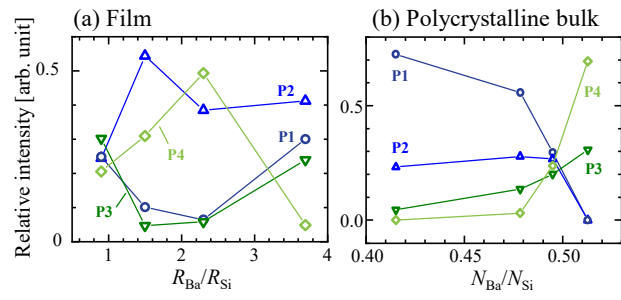 (a) Film
Relative intensity [arb. unit]
0.5
0
P2
P1
P4
P3
1 2 3 4
R_Ba/R_Si
(b) Polycrystalline bulk
P1
P4
P2
P3
0.5
0.0
0.40 0.45 0.50
N_Ba/N_Si